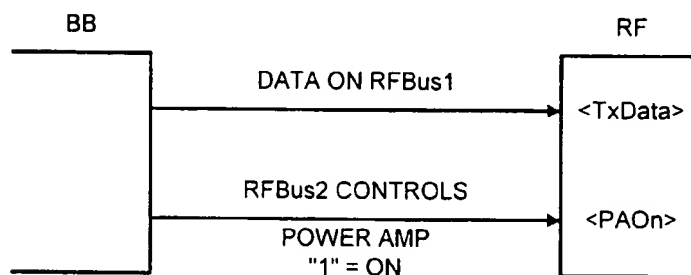 BB
RF
DATA ON RFBus1
<TxData>
RFBus2 CONTROLS
<PAOn>
POWER AMP
"1" = ON